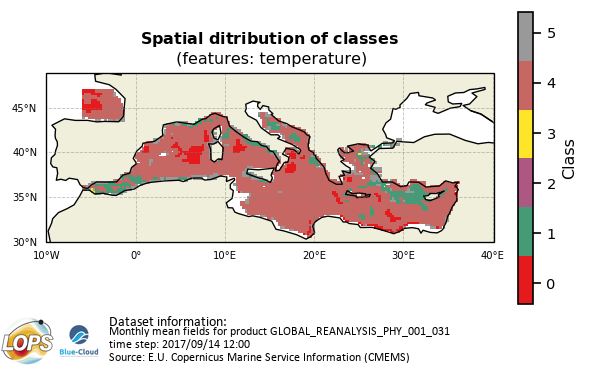 Spatial ditribution of classes
(features: temperature)
45°N
40°N
35°N
30°N
10°W
0°
10°E
20°E
30°E
40°E
5
4
3
2
1
0
Class
LOPS
Blue-Cloud
Dataset information:
Monthly mean fields for product GLOBAL_REANALYSIS_PHY_001_031
time step: 2017/09/14 12:00
Source: E.U. Copernicus Marine Service Information (CMEMS)